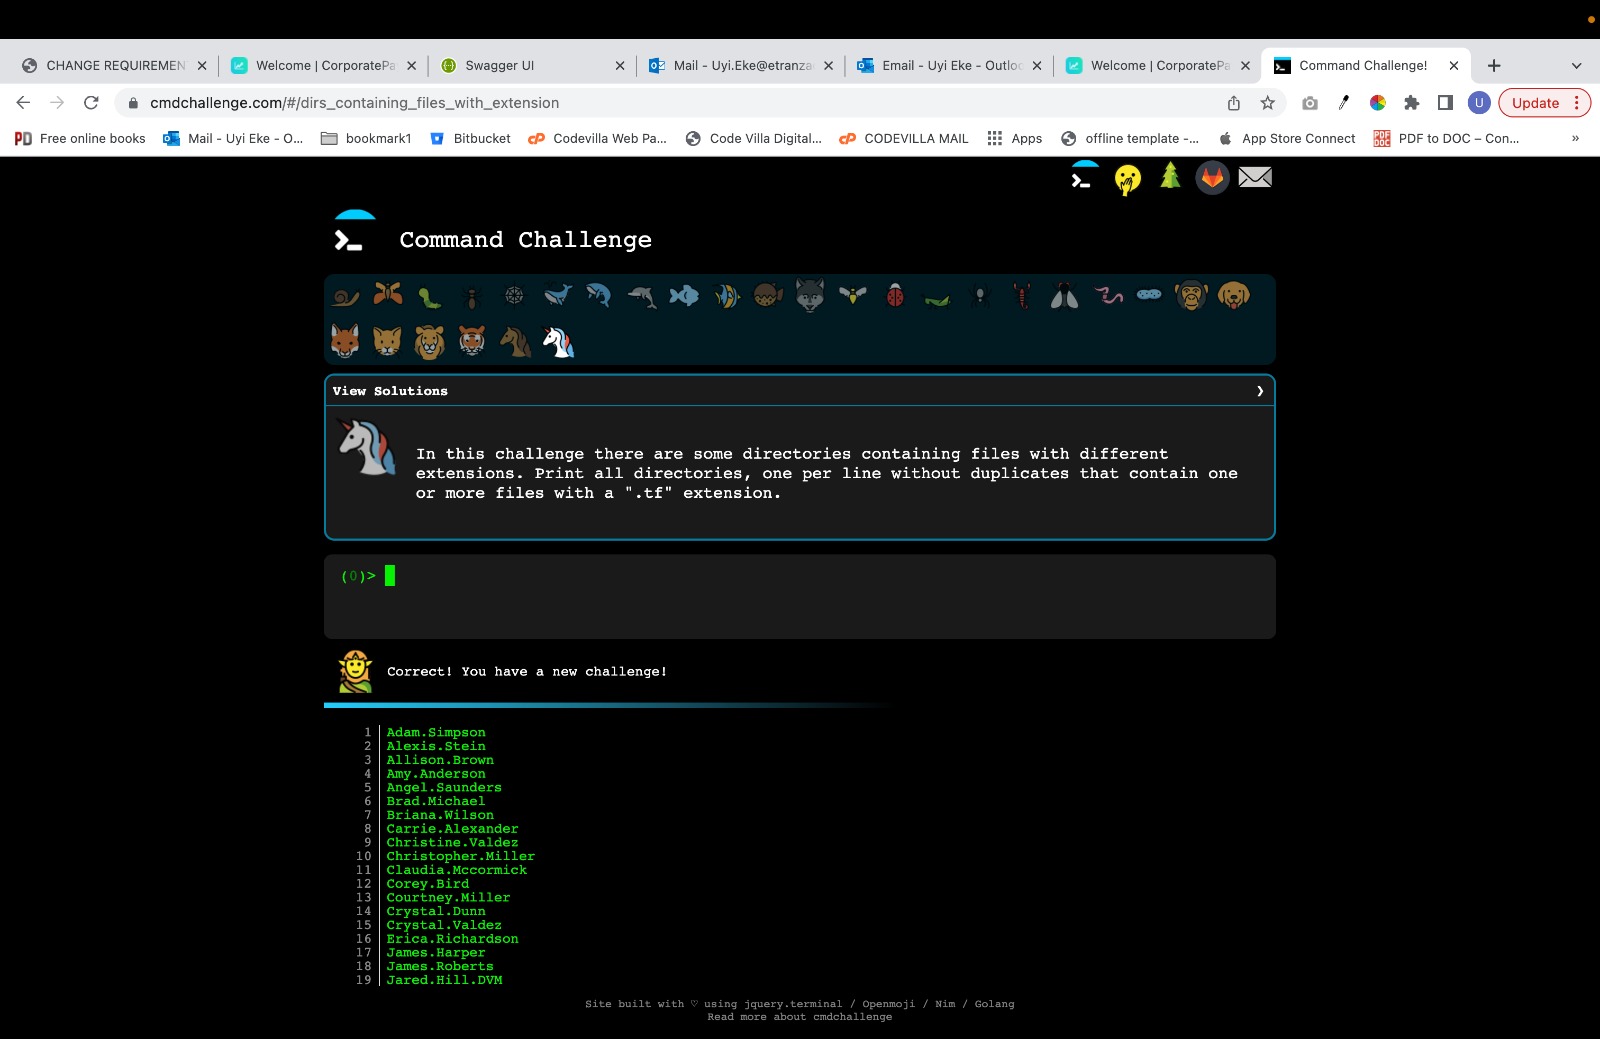 CHANGE REQUIREMEN
Welcome | CorporatePa
Swagger UI
Mail - Uyi.Eke@etranza
Email - Uyi Eke - Outloo
Welcome | CorporatePa
Command Challenge!
cmdchallenge.com/#/dirs_containing_files_with_extension
U
Update
PD Free online books
Mail - Uyi Eke - O...
bookmark1
Bitbucket
cP Codevilla Web Pa...
Code Villa Digital...
cP CODEVILLA MAIL
Apps
offline template -...
App Store Connect
PDF DOC PDF to DOC – Con...
»
Command Challenge
View Solutions
In this challenge there are some directories containing files with different
extensions. Print all directories, one per line without duplicates that contain one
or more files with a ".tf" extension.
(0)>
Correct! You have a new challenge!
1 Adam.Simpson
2 Alexis.Stein
3 Allison.Brown
4 Amy.Anderson
5 Angel.Saunders
6 Brad.Michael
7 Briana.Wilson
8 Carrie.Alexander
9 Christine.Valdez
10 Christopher.Miller
11 Claudia.Mccormick
12 Corey.Bird
13 Courtney.Miller
14 Crystal.Dunn
15 Crystal.Valdez
16 Erica.Richardson
17 James.Harper
18 James.Roberts
19 Jared.Hill.DVM
Site built with ♡ using jquery.terminal / Openmoji / Nim / Golang
Read more about cmdchallenge